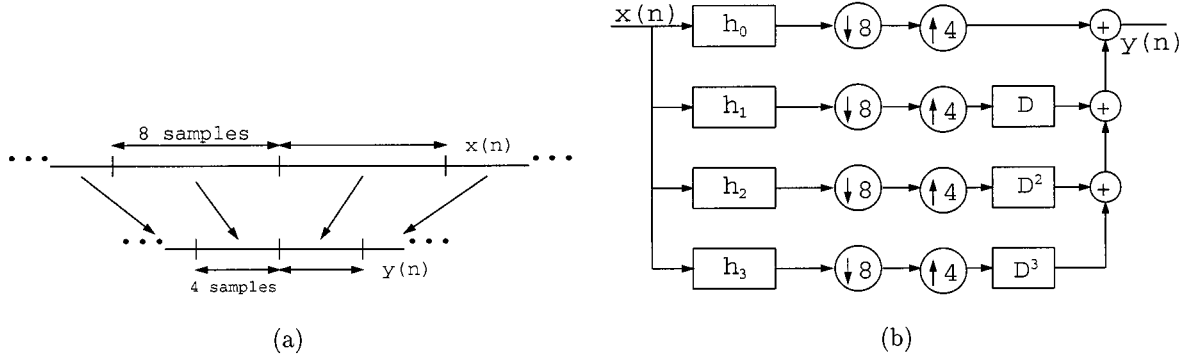 8 samples
x(n)
y(n)
4 samples
(a)
x(n)
h₀
↓8
↑4
+
y(n)
h₁
↓8
↑4
D
+
h₂
↓8
↑4
D²
+
h₃
↓8
↑4
D³
(b)